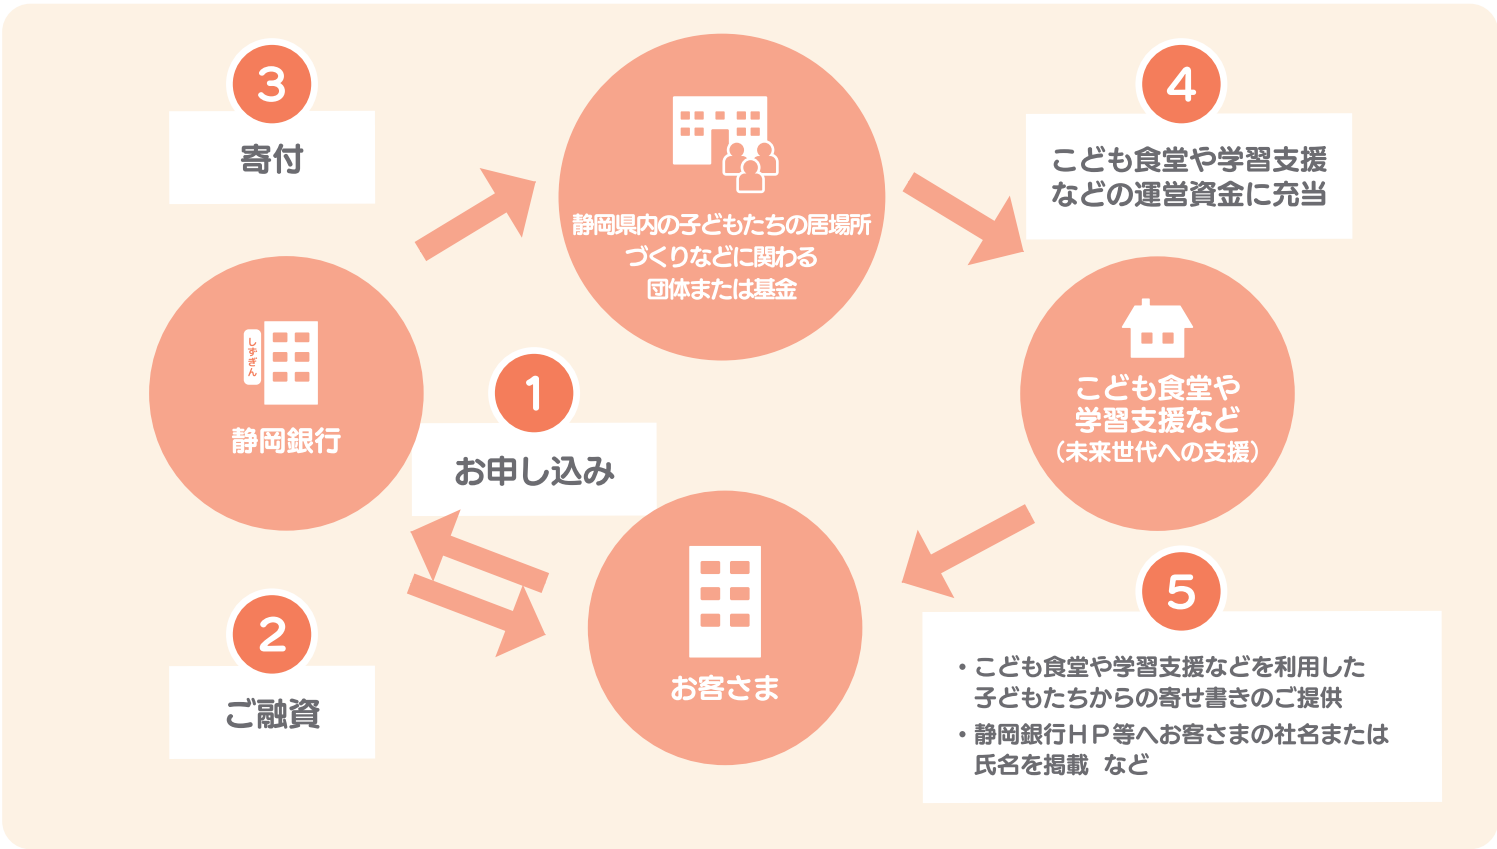 3
寄付
静岡県内の子どもたちの居場所
づくりなどに関わる
団体または基金
4
こども食堂や学習支援
などの運営資金に充当
しずぎん
静岡銀行
1
お申し込み
こども食堂や
学習支援など
（未来世代への支援）
2
ご融資
お客さま
5
・こども食堂や学習支援などを利用した
子どもたちからの寄せ書きのご提供
・静岡銀行ＨＰ等へお客さまの社名または
氏名を掲載 など